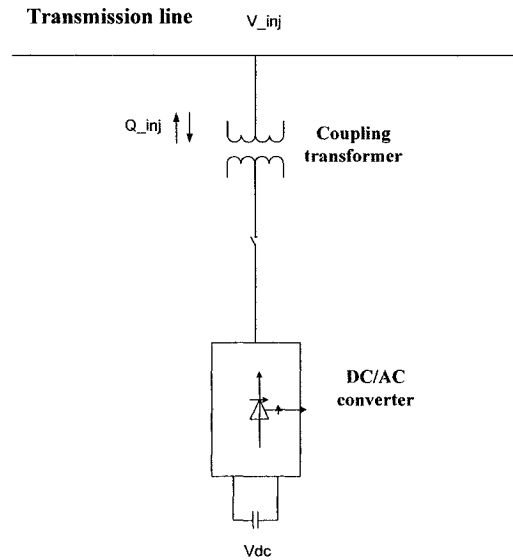 Transmission line
V_inj
Q_inj
Coupling
transformer
DC/AC
converter
Vdc